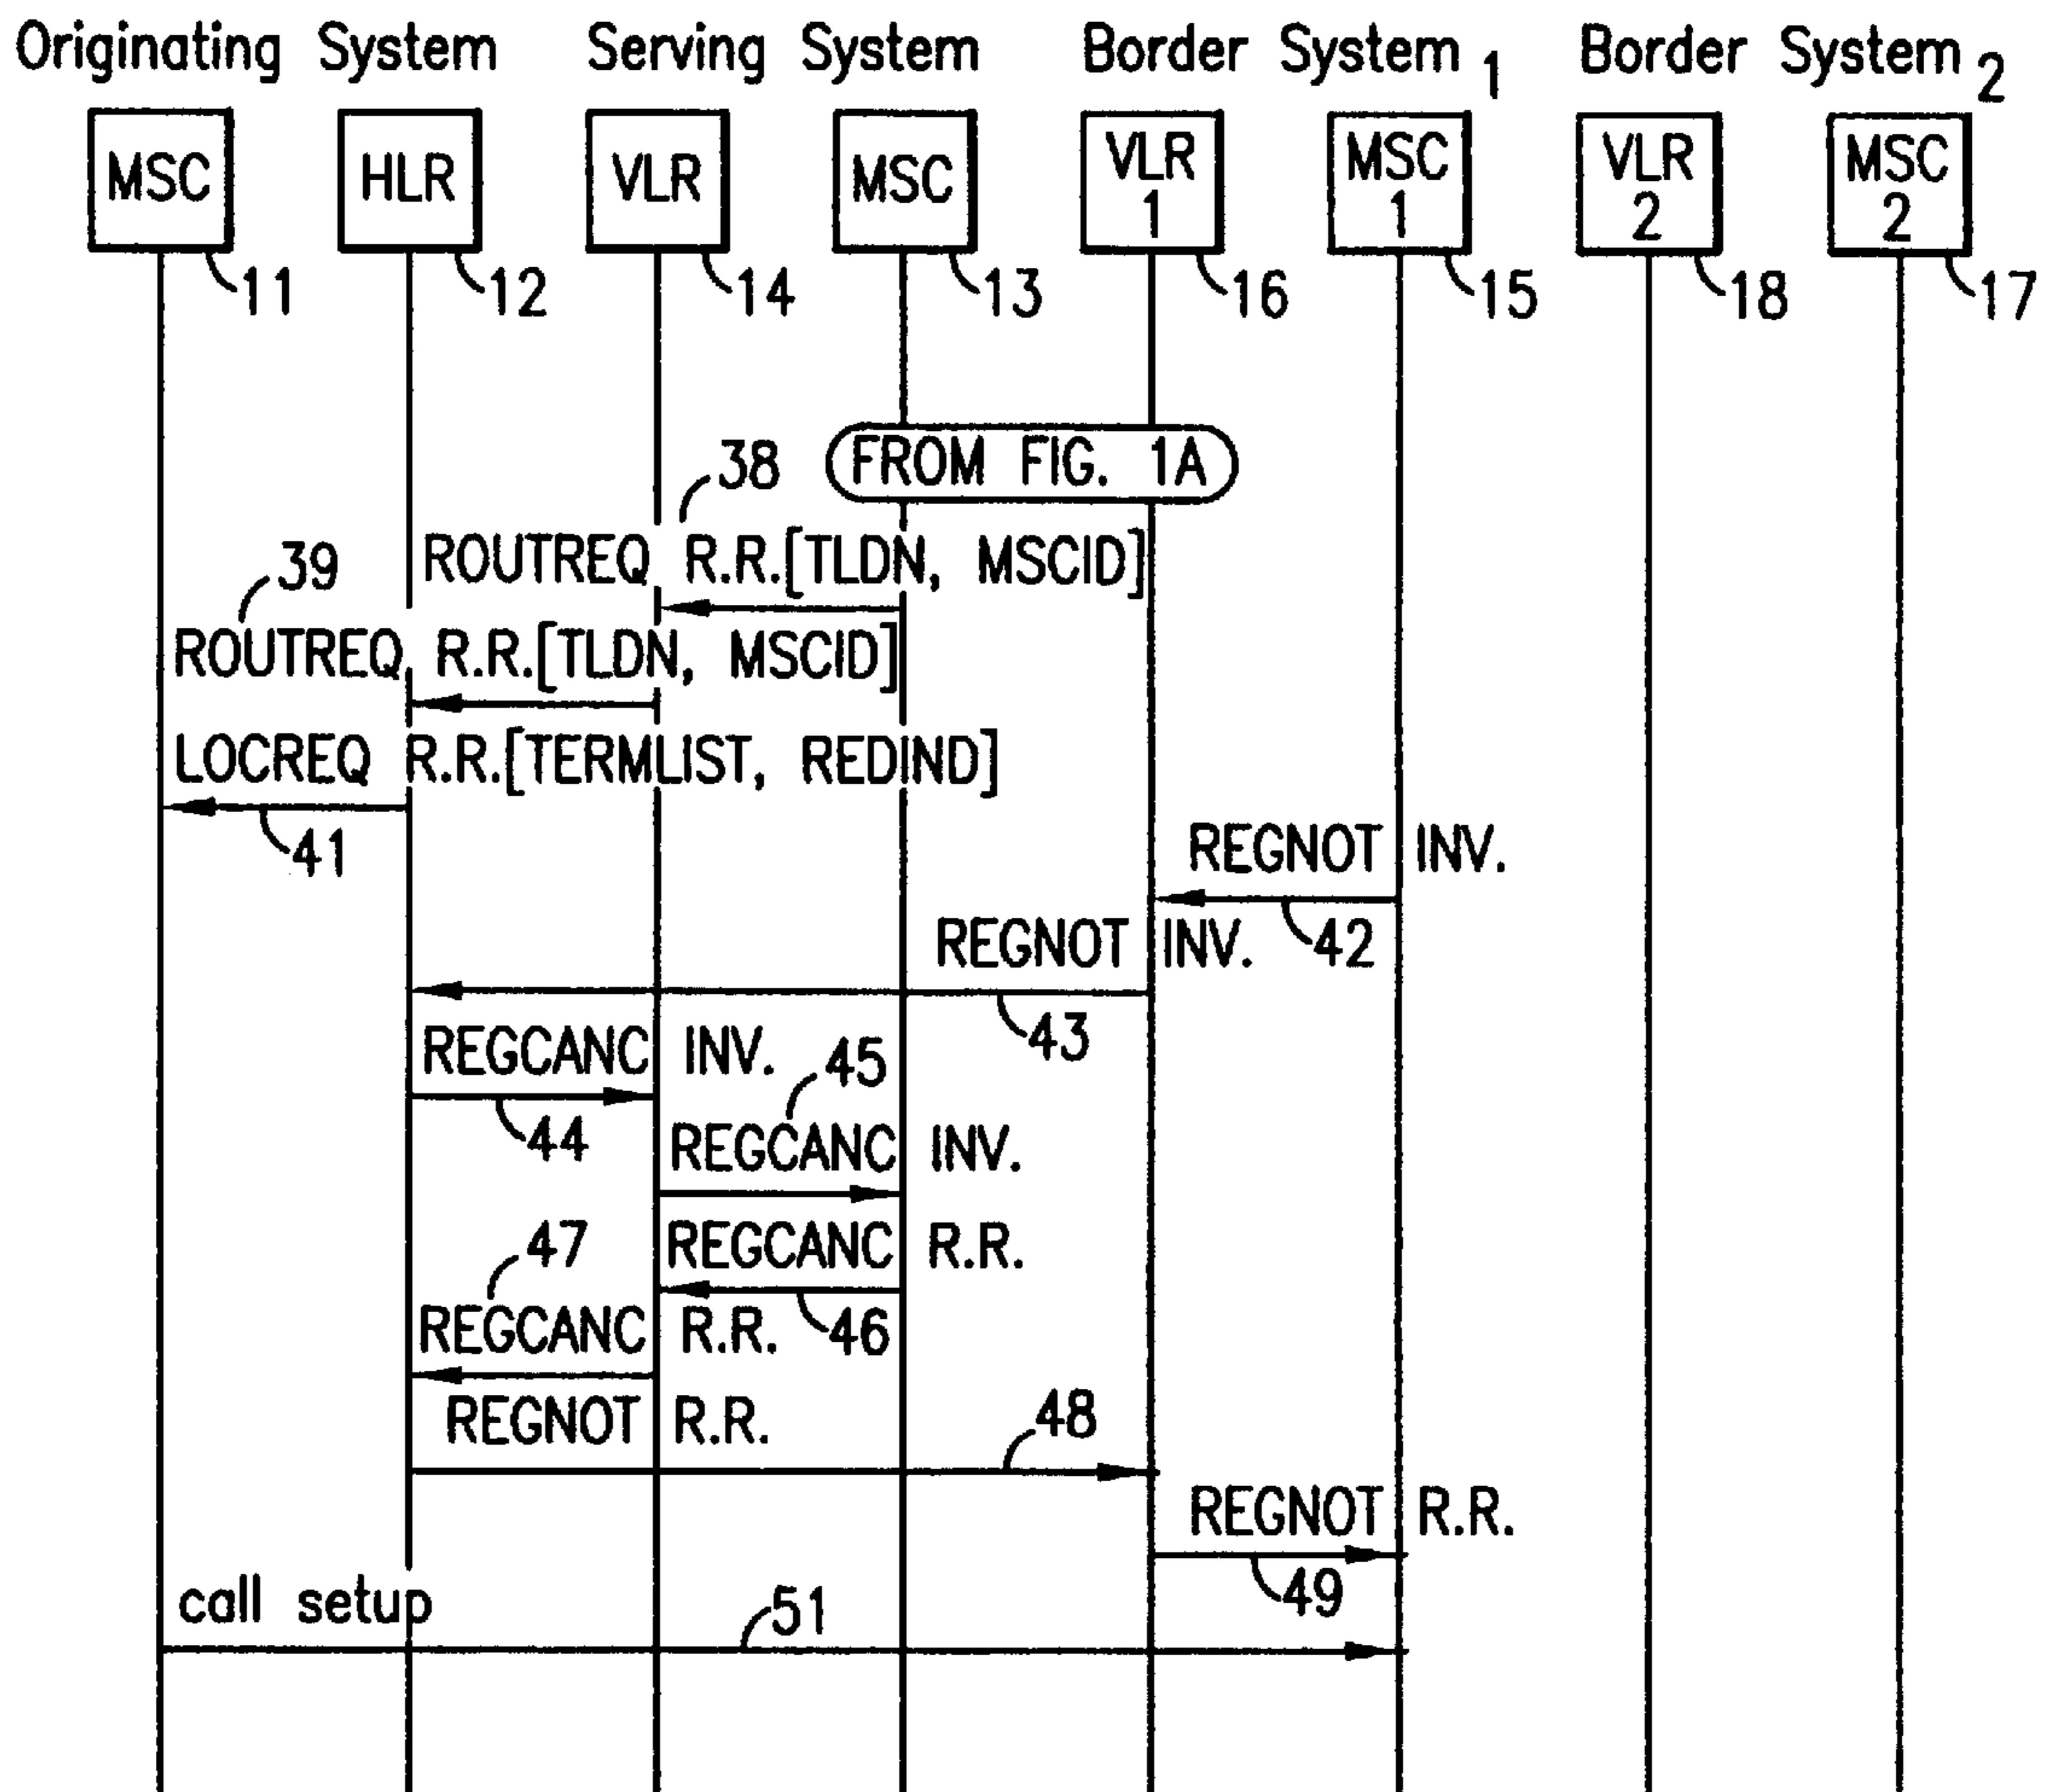 Originating System Serving System Border System 1 Border System 2
MSC HLR VLR MSC VLR 1 MSC 1 VLR 2 MSC 2
11 12 14 13 16 15 18 17
FROM FIG. 1A
38
ROUTREQ R.R.[TLDN, MSCID]
39
ROUTREQ R.R.[TLDN, MSCID]
LOCREQ R.R.[TERMLIST, REDIND]
41
REGNOT INV.
42
REGNOT INV.
43
REGCANC INV.
44
45
REGCANC INV.
REGCANC R.R.
46
47
REGCANC R.R.
REGNOT R.R.
48
REGNOT R.R.
49
call setup
51